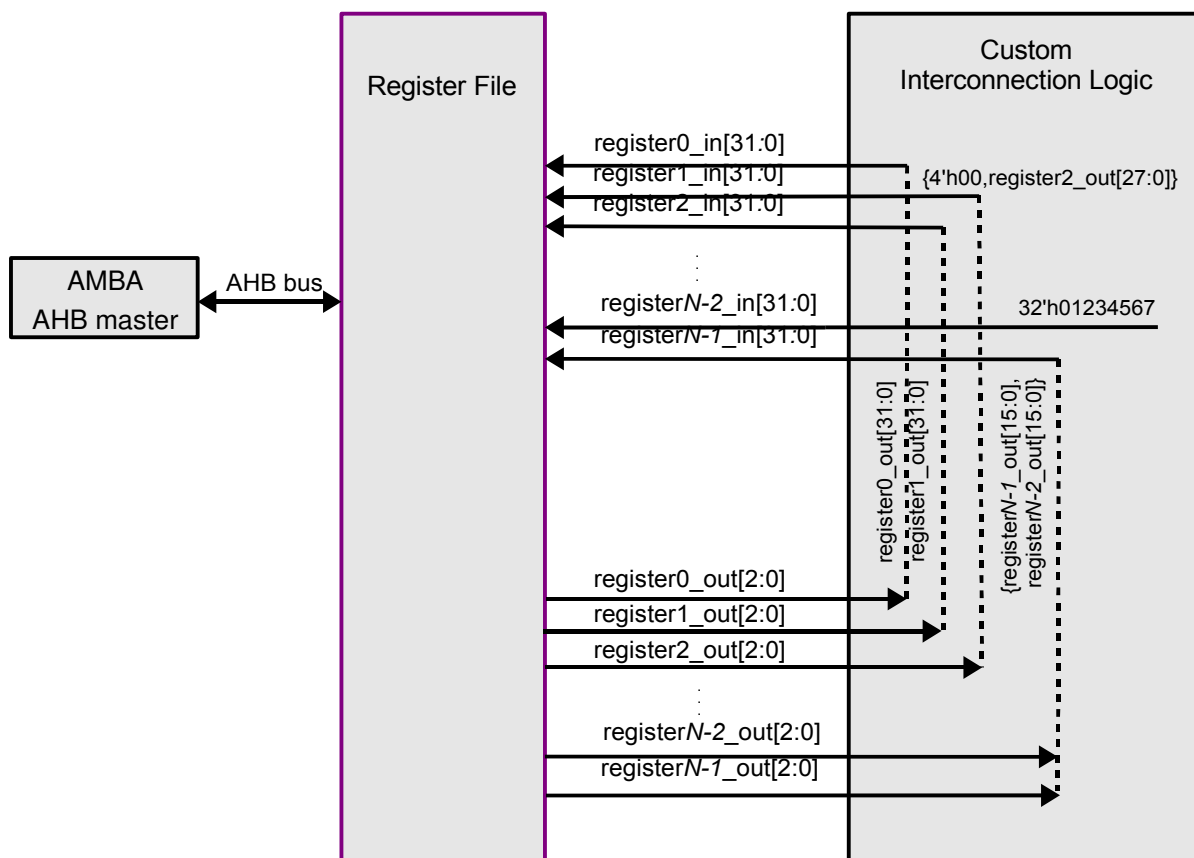 Register File
Custom
Interconnection Logic
register0_in[31:0]
register1_in[31:0]
{4'h00,register2_out[27:0]}
register2_in[31:0]
AMBA
AHB master
AHB bus
registerN-2_in[31:0]
32'h01234567
registerN-1_in[31:0]
register0_out[31:0]
register1_out[31:0]
{registerN-1_out[15:0],
registerN-2_out[15:0]}
register0_out[2:0]
register1_out[2:0]
register2_out[2:0]
registerN-2_out[2:0]
registerN-1_out[2:0]